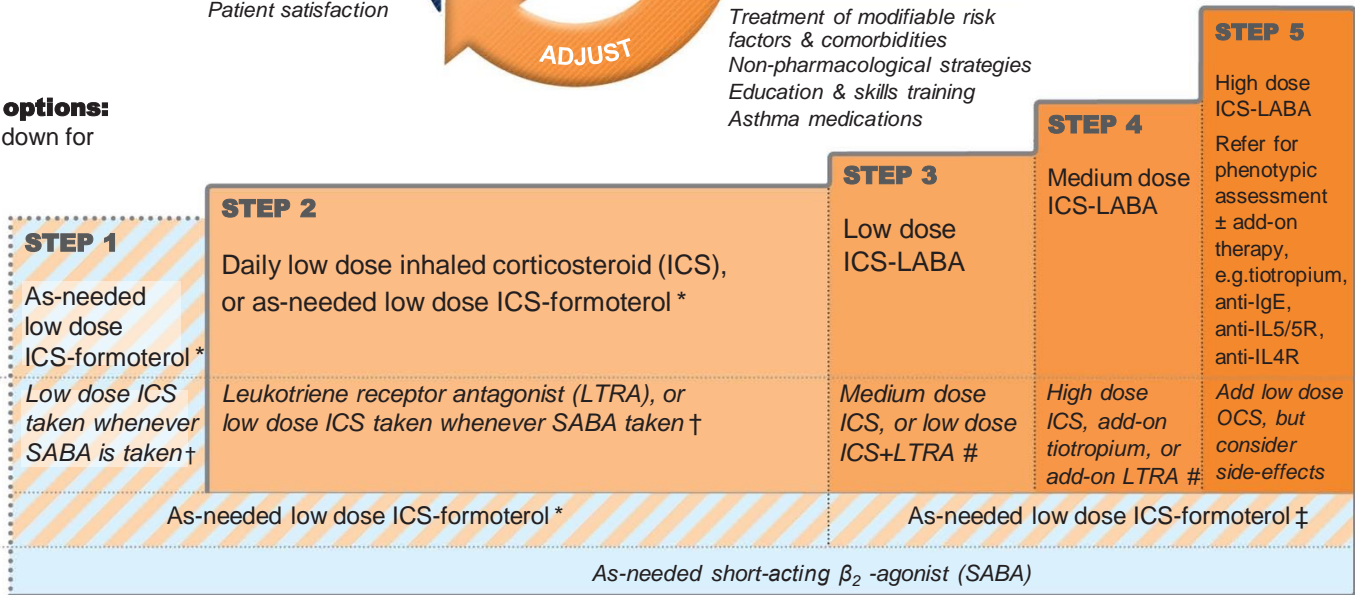 Patient satisfaction
ADJUST
Treatment of modifiable risk
factors & comorbidities
Non-pharmacological strategies
Education & skills training
Asthma medications
options:
down for
STEP 1
As-needed
low dose
ICS-formoterol *
Low dose ICS
taken whenever
SABA is taken †
STEP 2
Daily low dose inhaled corticosteroid (ICS),
or as-needed low dose ICS-formoterol *
Leukotriene receptor antagonist (LTRA), or
low dose ICS taken whenever SABA taken †
STEP 3
Low dose
ICS-LABA
Medium dose
ICS, or low dose
ICS+LTRA #
STEP 4
Medium dose
ICS-LABA
High dose
ICS, add-on
tiotropium, or
add-on LTRA #
STEP 5
High dose
ICS-LABA
Refer for
phenotypic
assessment
± add-on
therapy,
e.g.tiotropium,
anti-IgE,
anti-IL5/5R,
anti-IL4R
Add low dose
OCS, but
consider
side-effects
As-needed low dose ICS-formoterol *
As-needed low dose ICS-formoterol ‡
As-needed short-acting β₂ -agonist (SABA)